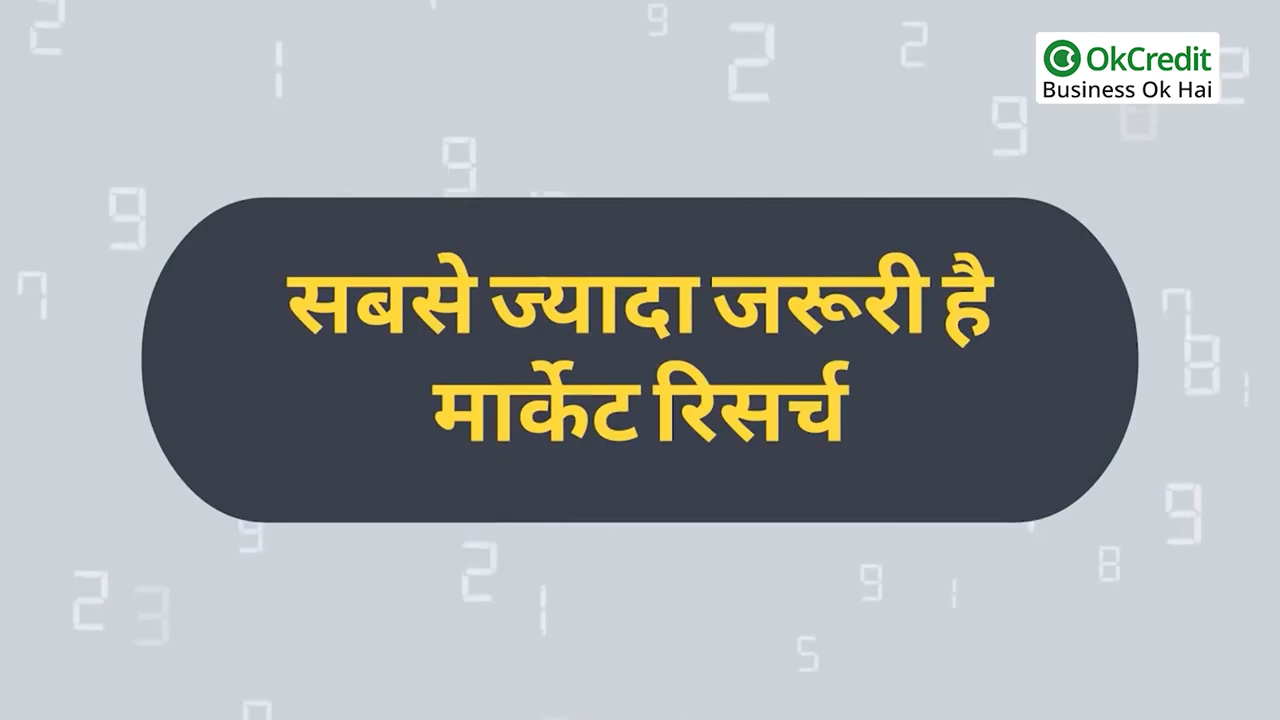 OkCredit
Business Ok Hai
सबसे ज्यादा जरूरी है
मार्केट रिसर्च